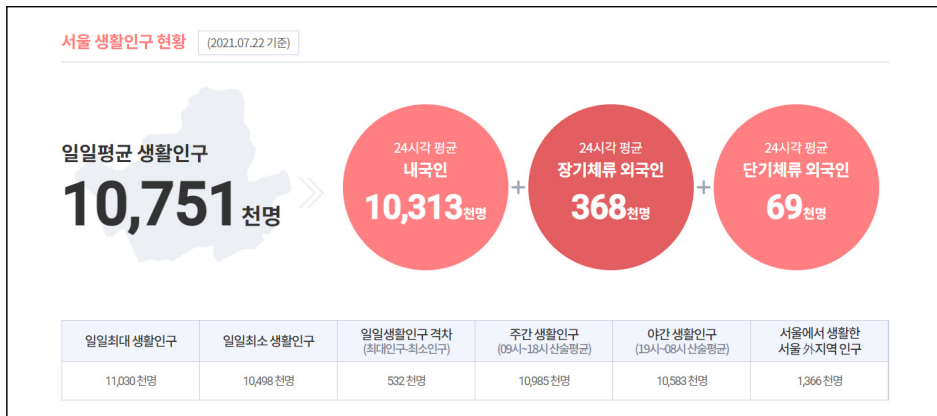 서울 생활인구 현황 (2021.07.22 기준)
일일평균 생활인구
10,751 천명
24시각 평균
내국인
10,313천명
+
24시각 평균
장기체류 외국인
368천명
+
24시각 평균
단기체류 외국인
69천명
일일최대 생활인구
일일최소 생활인구
일일생활인구 격차
(최대인구-최소인구)
주간 생활인구
(09시~18시 산술평균)
야간 생활인구
(19시~08시 산술평균)
서울에서 생활한
서울 外지역 인구
11,030 천명
10,498 천명
532 천명
10,985 천명
10,583 천명
1,366 천명